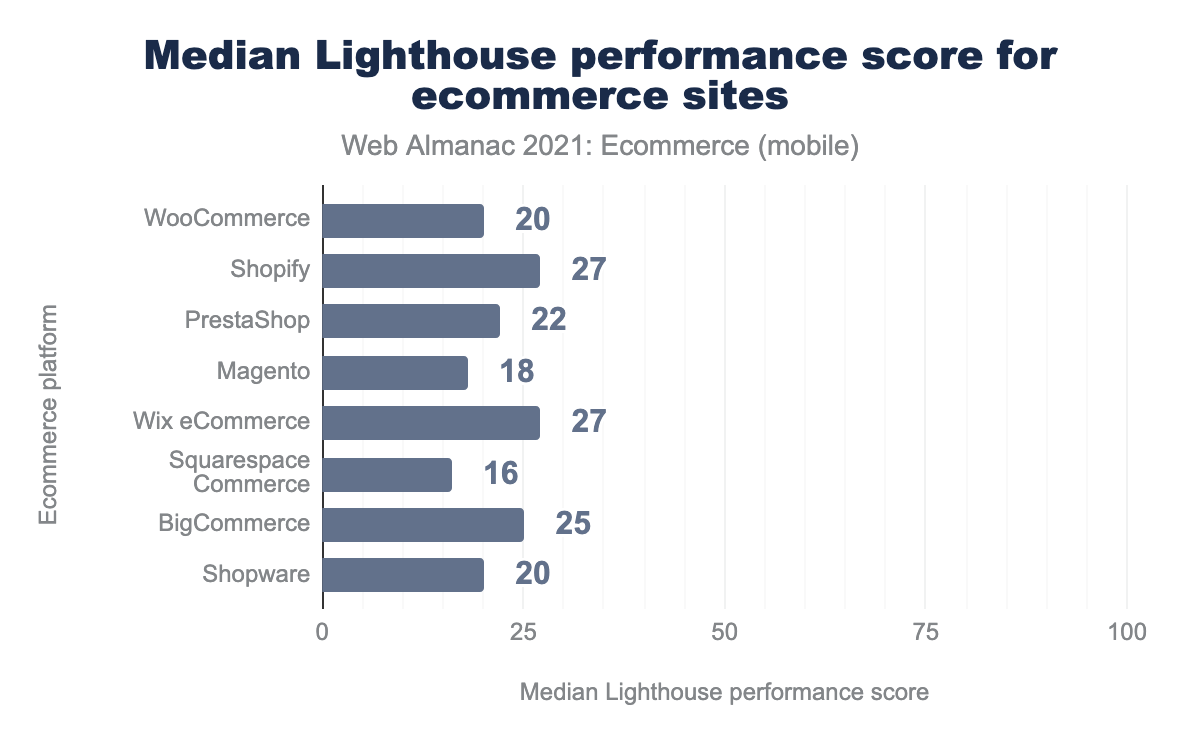 Median Lighthouse performance score for
ecommerce sites
Web Almanac 2021: Ecommerce (mobile)
Ecommerce platform
WooCommerce 20
Shopify 27
PrestaShop 22
Magento 18
Wix eCommerce 27
Squarespace
Commerce 16
BigCommerce 25
Shopware 20
0 25 50 75 100
Median Lighthouse performance score